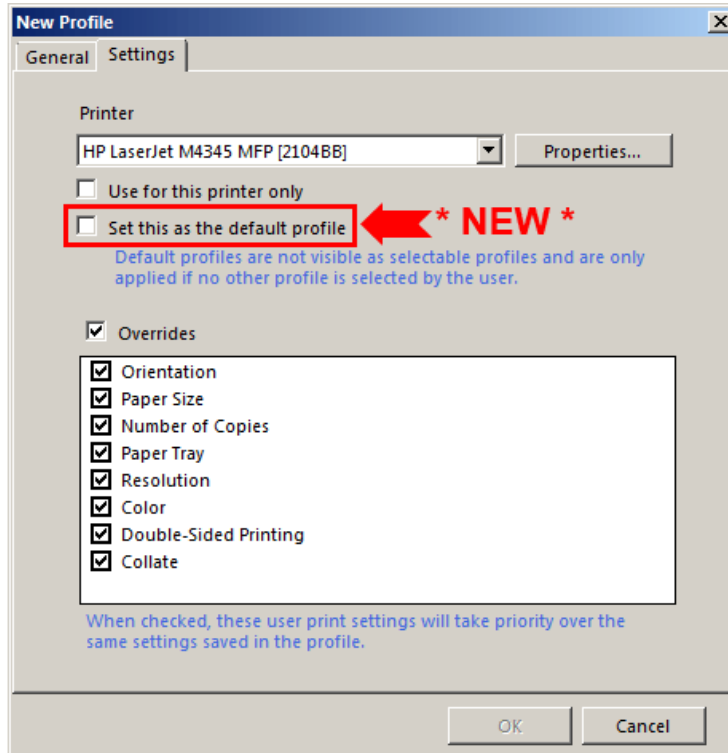 New Profile
General Settings
Printer
HP LaserJet M4345 MFP [2104BB] Properties...
Use for this printer only
Set this as the default profile * NEW *
Default profiles are not visible as selectable profiles and are only
applied if no other profile is selected by the user.
Overrides
Orientation
Paper Size
Number of Copies
Paper Tray
Resolution
Color
Double-Sided Printing
Collate
When checked, these user print settings will take priority over the
same settings saved in the profile.
OK Cancel